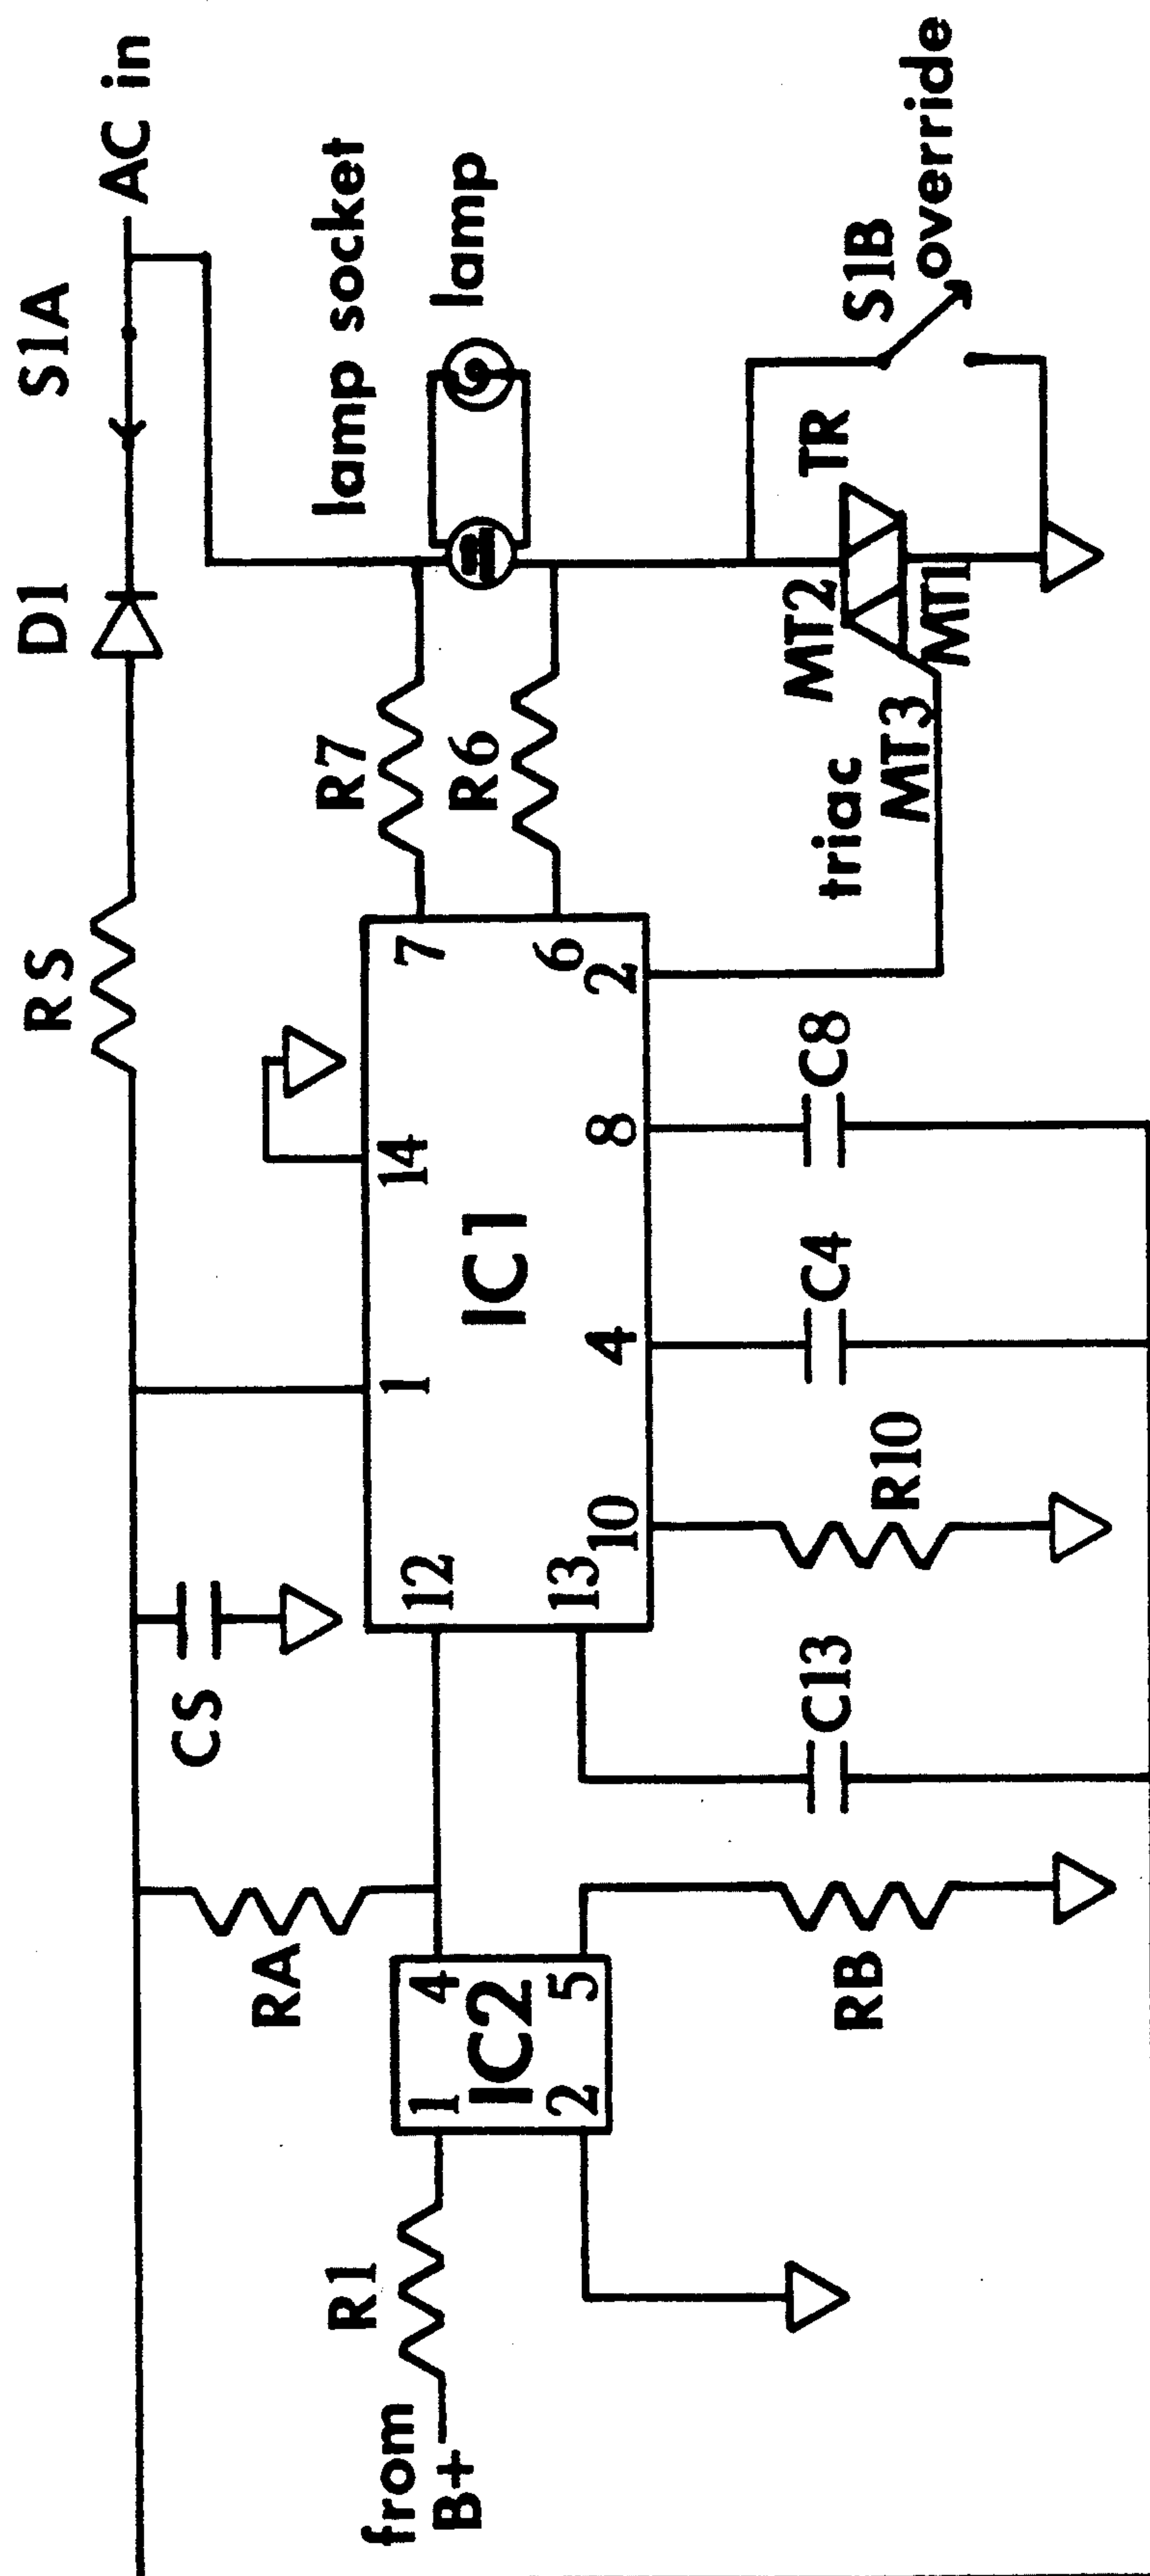 RS
D1
S1A
AC in
CS
RA
R7
lamp socket
R6
lamp
12
1
14
7
IC1
6
13
10
4
8
2
from
B+
R1
1
4
IC2
2
5
RB
C13
R10
C4
C8
triac
MT3
MT2
MT1
TR
S1B
override